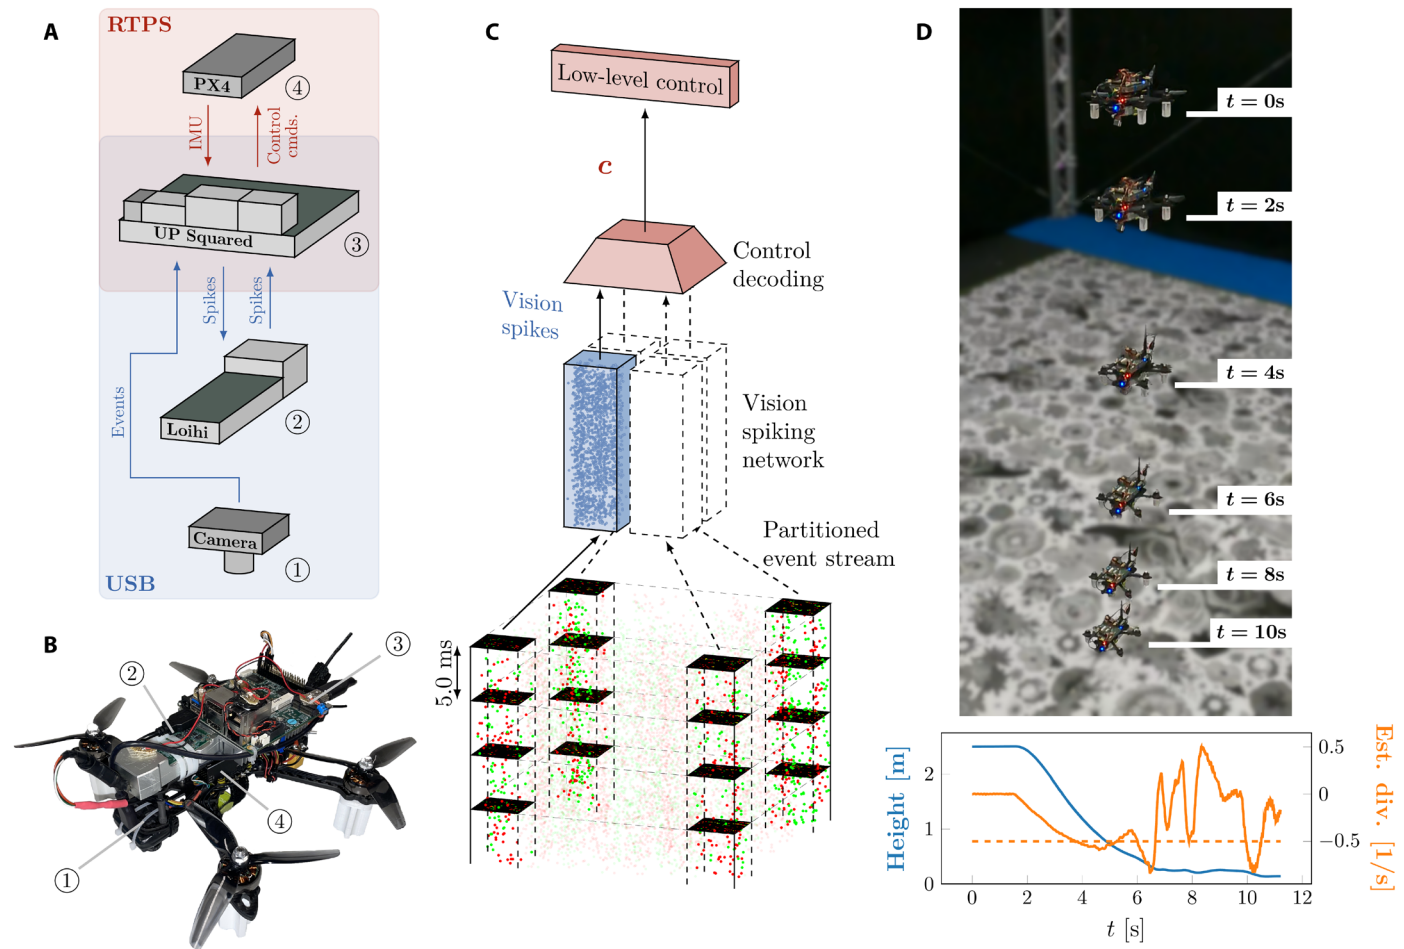 A
RTPS
PX4
④
IMU
Control
cmds.
UP Squared
③
Spikes
Spikes
Events
Loihi
②
Camera
①
USB
B
②
③
④
①
C
Low-level control
c
Control
decoding
Vision
spikes
Vision
spiking
network
Partitioned
event stream
5.0 ms
D
t = 0s
t = 2s
t = 4s
t = 6s
t = 8s
t = 10s
Height [m]
2
1
0
0.5
0
−0.5
Est. div. [1/s]
0 2 4 6 8 10 12
t [s]